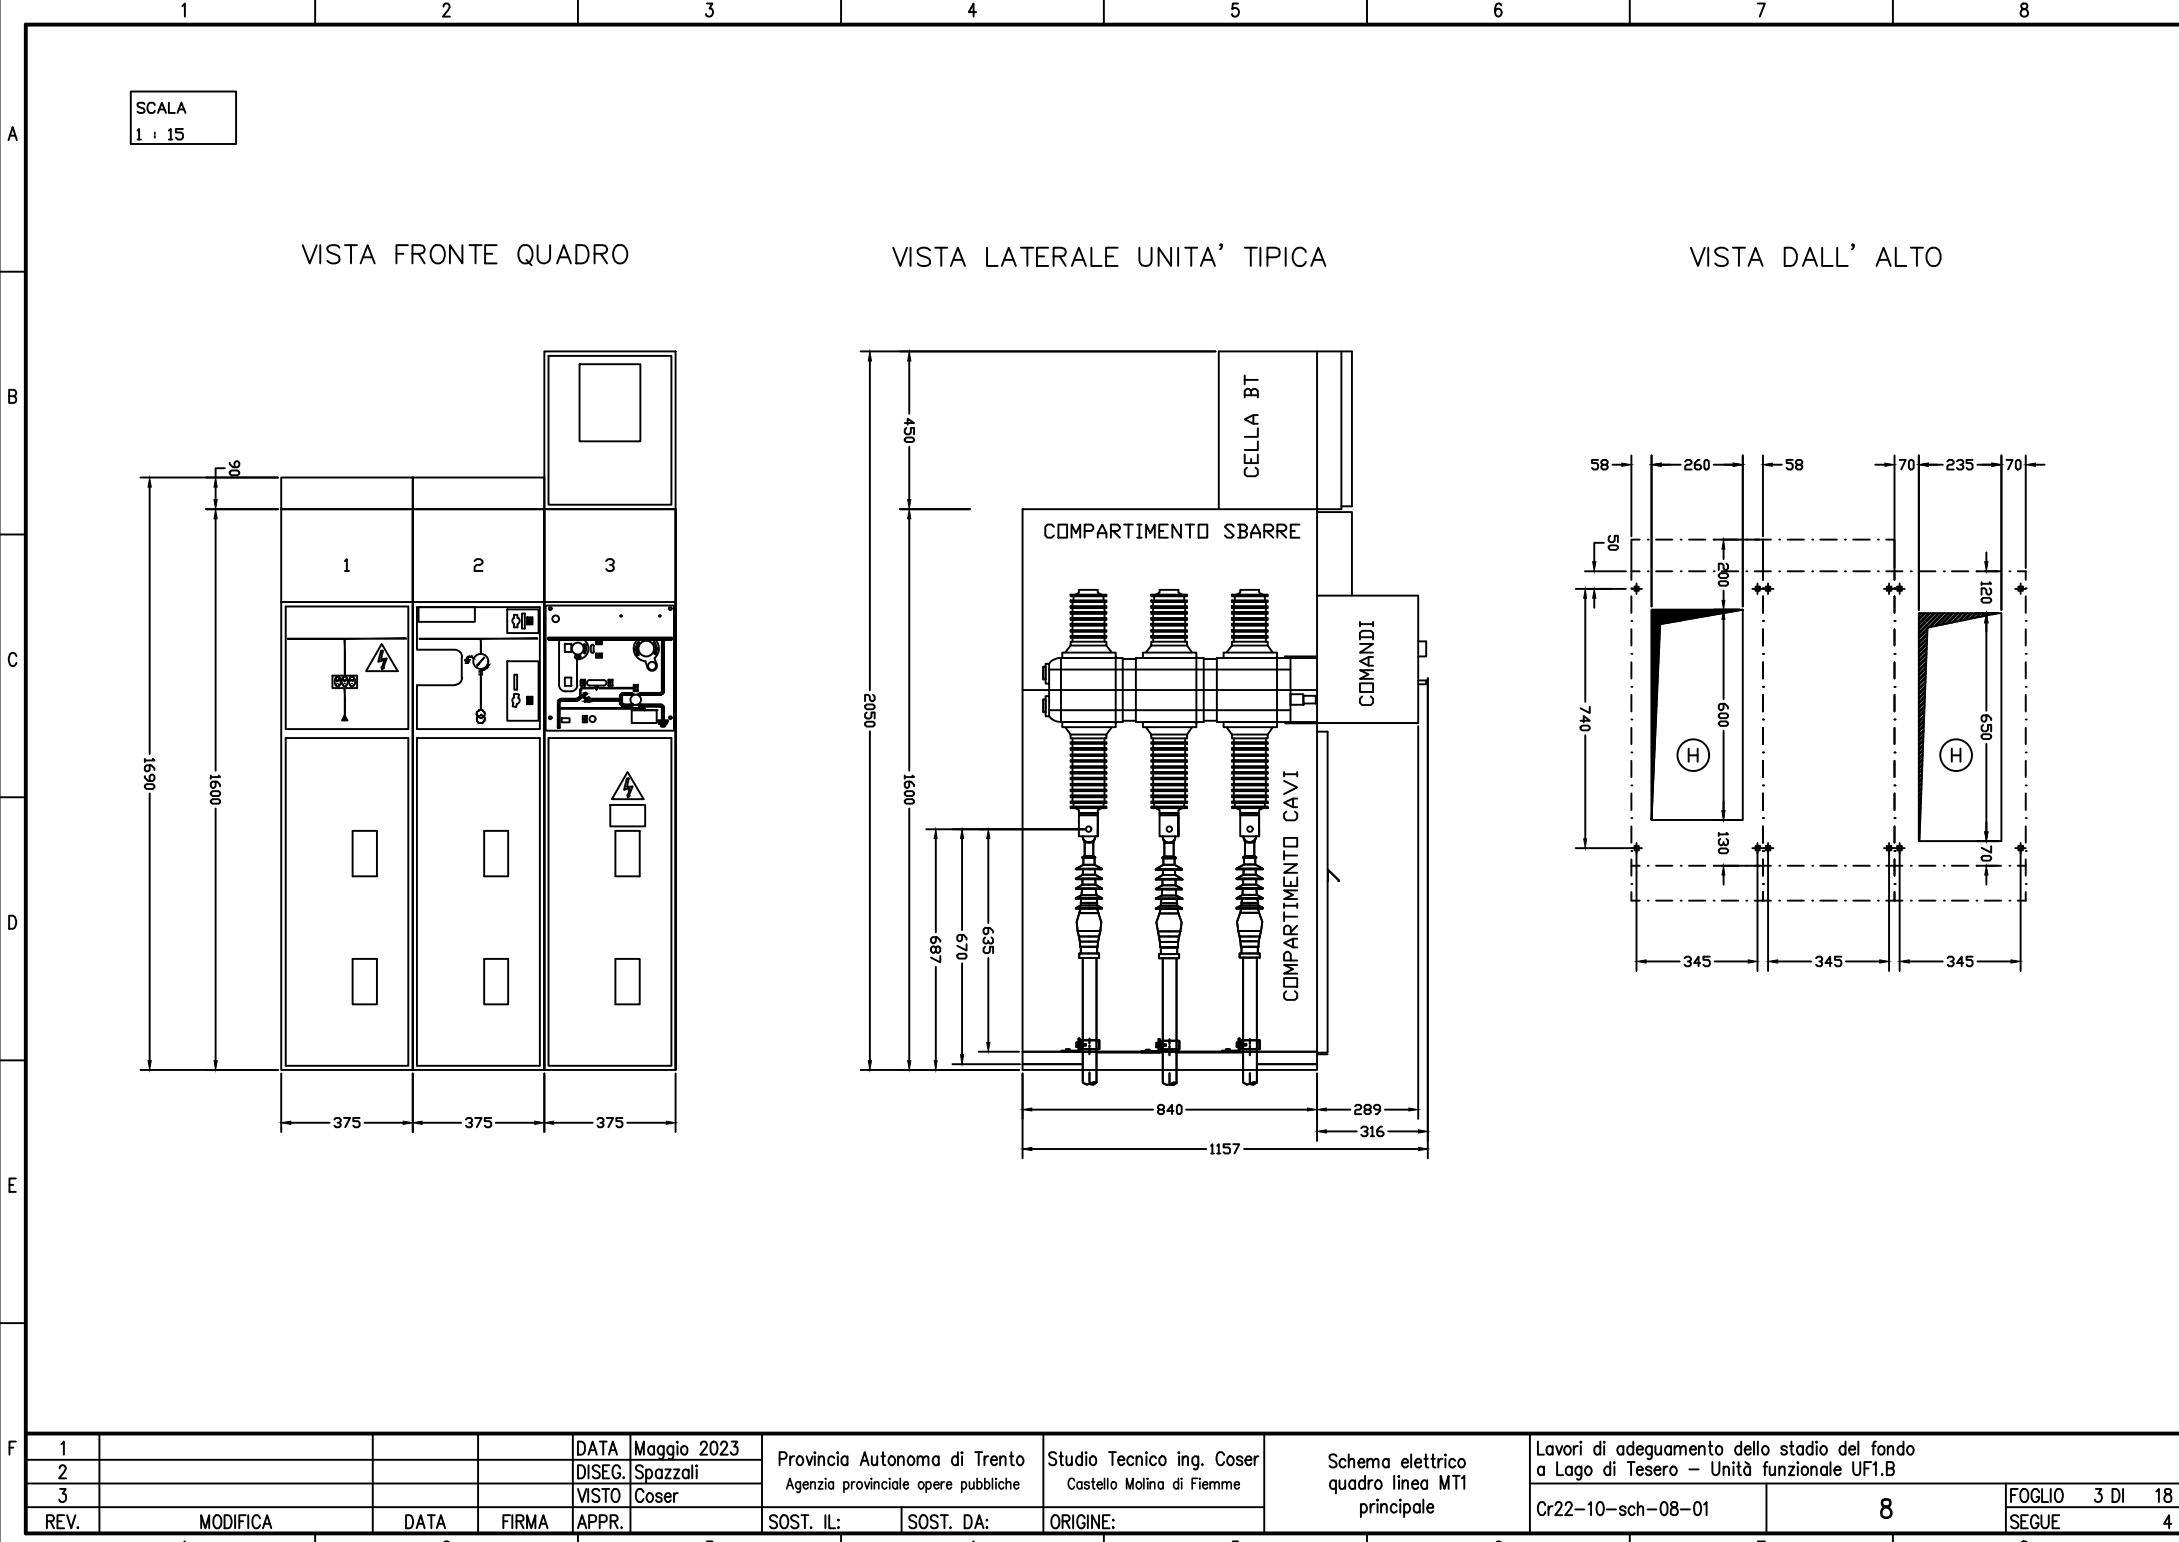 1 2 3 4 5 6 7 8
A
B
C
D
E
F
SCALA
1 : 15
VISTA FRONTE QUADRO
VISTA LATERALE UNITA' TIPICA
VISTA DALL' ALTO
1 2 3
90
1690
1600
375 375 375
CELLA BT
COMPARTIMENTO SBARRE
COMANDI
COMPARTIMENTO CAVI
450
2050
1600
687
670
635
840
289
316
1157
58 260 58
70 235 70
50
200
120
740
600
650
H H
130
70
345 345 345
1
2
3
REV. MODIFICA DATA FIRMA
DATA Maggio 2023
DISEG. Spazzali
VISTO Coser
APPR.
Provincia Autonoma di Trento
Agenzia provinciale opere pubbliche
SOST. IL: SOST. DA:
Studio Tecnico ing. Coser
Castello Molina di Fiemme
ORIGINE:
Schema elettrico
quadro linea MT1
principale
Lavori di adeguamento dello stadio del fondo
a Lago di Tesero – Unità funzionale UF1.B
Cr22-10-sch-08-01
8
FOGLIO 3 DI 18
SEGUE 4